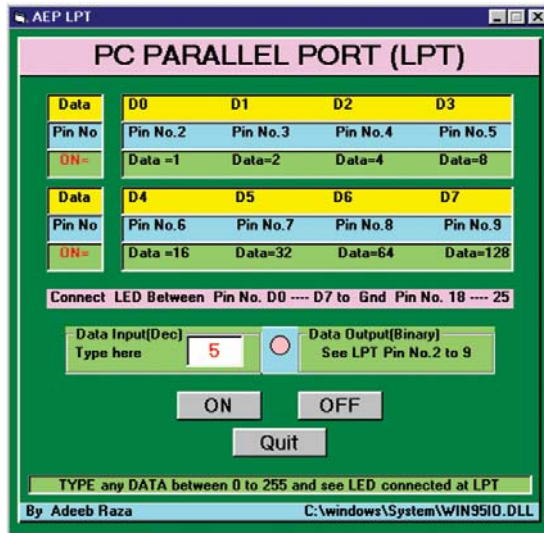 AEP LPT
PC PARALLEL PORT (LPT)
Data D0 D1 D2 D3
Pin No Pin No.2 Pin No.3 Pin No.4 Pin No.5
ON= Data =1 Data=2 Data=4 Data=8
Data D4 D5 D6 D7
Pin No Pin No.6 Pin No.7 Pin No.8 Pin No.9
ON= Data =16 Data=32 Data=64 Data=128
Connect LED Between Pin No. D0 ---- D7 to Gnd Pin No. 18 ---- 25
Data Input(Dec) Data Output(Binary)
Type here 5 See LPT Pin No.2 to 9
ON OFF
Quit
TYPE any DATA between 0 to 255 and see LED connected at LPT
By Adeeb Raza C:\windows\System\WIN95IO.DLL